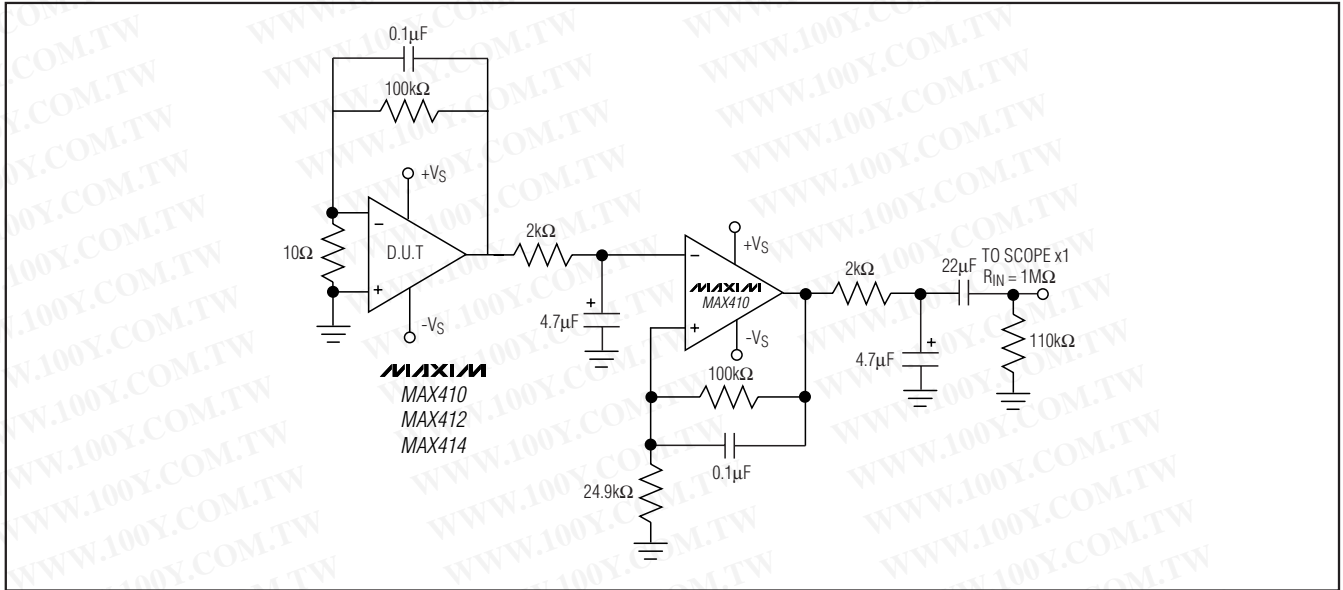 0.1μF
100kΩ
+VS
10Ω
−
D.U.T
+
−VS
MAXIM
MAX410
MAX412
MAX414
2kΩ
+
4.7μF
+VS
−
MAXIM
MAX410
+
−VS
100kΩ
0.1μF
24.9kΩ
2kΩ
+
4.7μF
22μF
TO SCOPE x1
RIN = 1MΩ
110kΩ
WWW.100Y.COM.TW